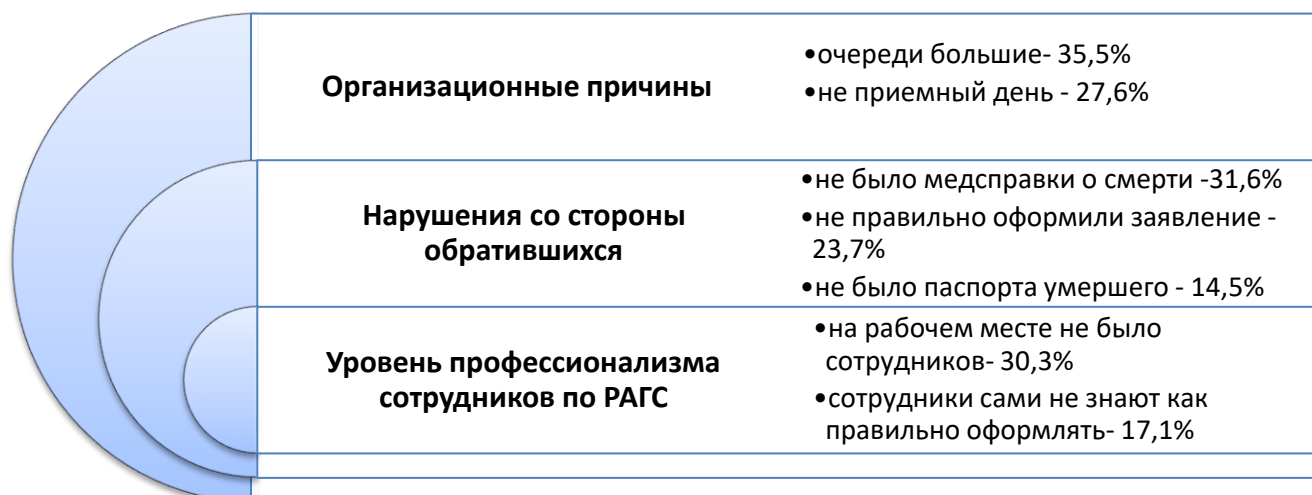 Организационные причины
•очереди большие- 35,5%
•не приемный день - 27,6%
Нарушения со стороны
обратившихся
•не было медсправки о смерти -31,6%
•не правильно оформили заявление -
23,7%
•не было паспорта умершего - 14,5%
Уровень профессионализма
сотрудников по РАГС
•на рабочем месте не было
сотрудников- 30,3%
•сотрудники сами не знают как
правильно оформлять- 17,1%